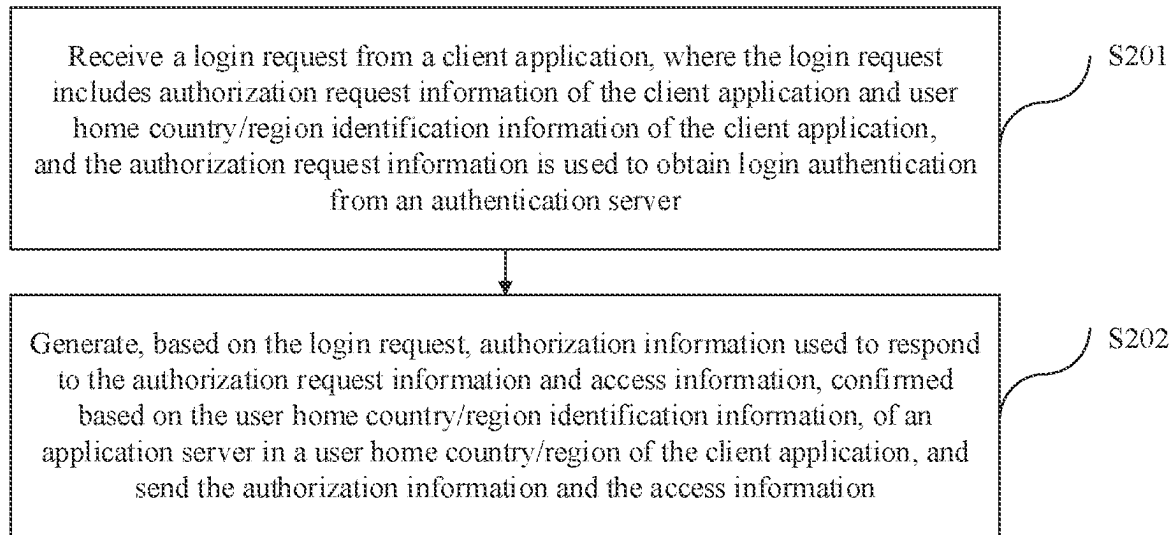 Receive a login request from a client application, where the login request
includes authorization request information of the client application and user
home country/region identification information of the client application,
and the authorization request information is used to obtain login authentication
from an authentication server
S201
Generate, based on the login request, authorization information used to respond
to the authorization request information and access information, confirmed
based on the user home country/region identification information, of an
application server in a user home country/region of the client application, and
send the authorization information and the access information
S202